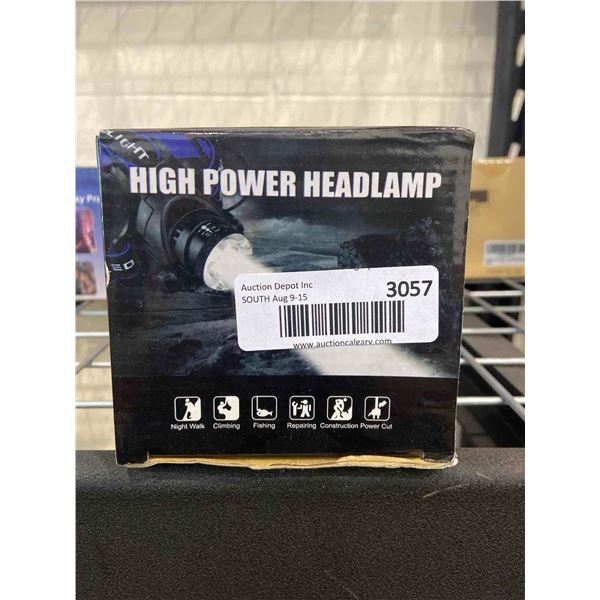 LIGHT
HIGH POWER HEADLAMP
Auction Depot Inc
3057
SOUTH Aug 9-15
www.auctioncalgary.com
Night Walk Climbing Fishing Repairing Construction Power Cut